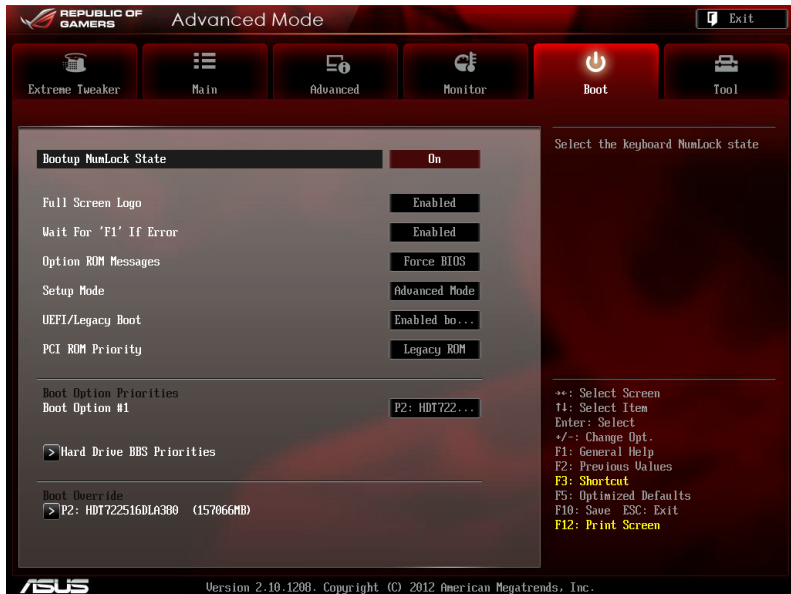 REPUBLIC OF
GAMERS
Advanced Mode
Exit
Extreme Tweaker
Main
Advanced
Monitor
Boot
Tool
Bootup NumLock State On
Select the keyboard NumLock state
Full Screen Logo Enabled
Wait For 'F1' If Error Enabled
Option ROM Messages Force BIOS
Setup Mode Advanced Mode
UEFI/Legacy Boot Enabled bo...
PCI ROM Priority Legacy ROM
Boot Option Priorities
Boot Option #1 P2: HDT722...
> Hard Drive BBS Priorities
Boot Override
> P2: HDT722516DLA380 (157066MB)
→←: Select Screen
↑↓: Select Item
Enter: Select
+/-: Change Opt.
F1: General Help
F2: Previous Values
F3: Shortcut
F5: Optimized Defaults
F10: Save ESC: Exit
F12: Print Screen
ASUS
Version 2.10.1208. Copyright (C) 2012 American Megatrends, Inc.